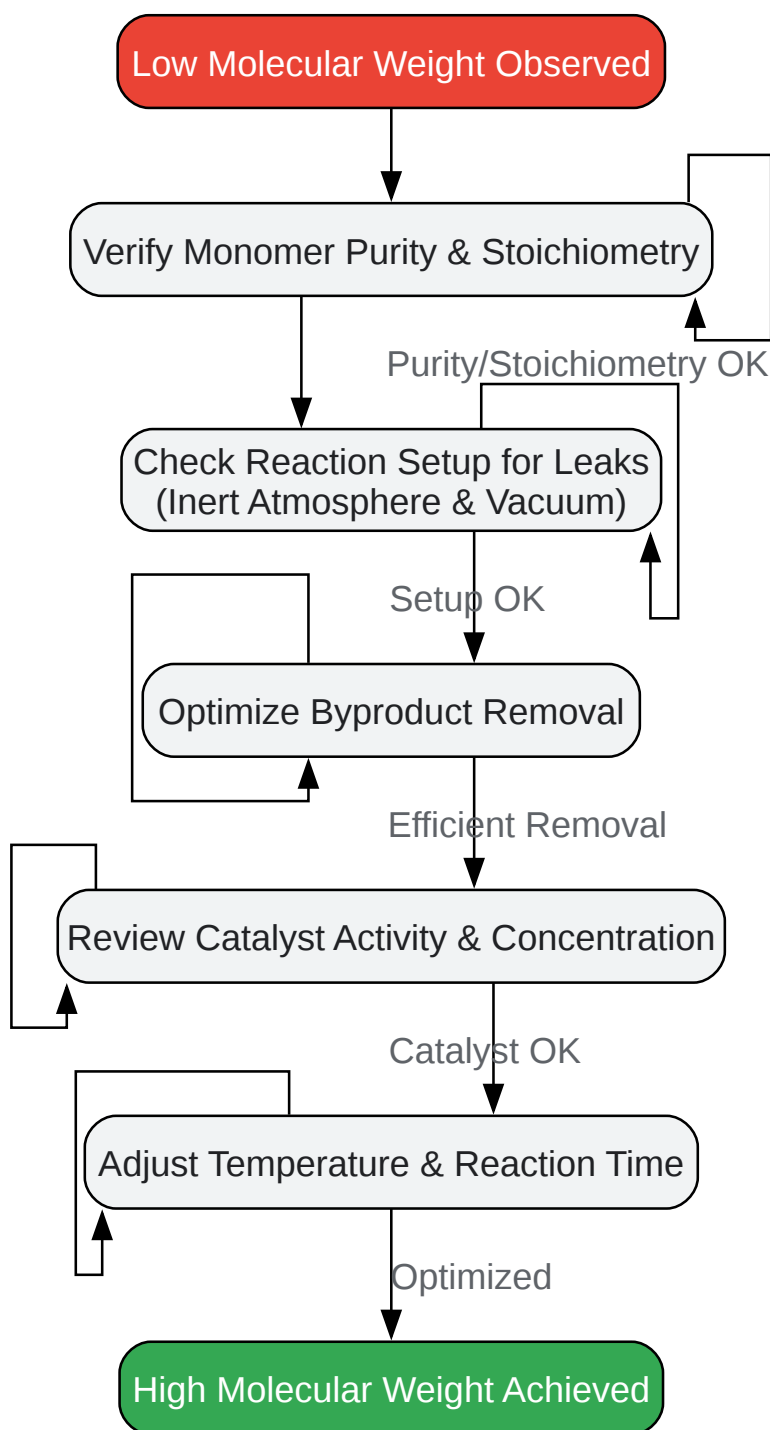 Low Molecular Weight Observed
Verify Monomer Purity & Stoichiometry
Purity/Stoichiometry OK
Check Reaction Setup for Leaks
(Inert Atmosphere & Vacuum)
Setup OK
Optimize Byproduct Removal
Efficient Removal
Review Catalyst Activity & Concentration
Catalyst OK
Adjust Temperature & Reaction Time
Optimized
High Molecular Weight Achieved